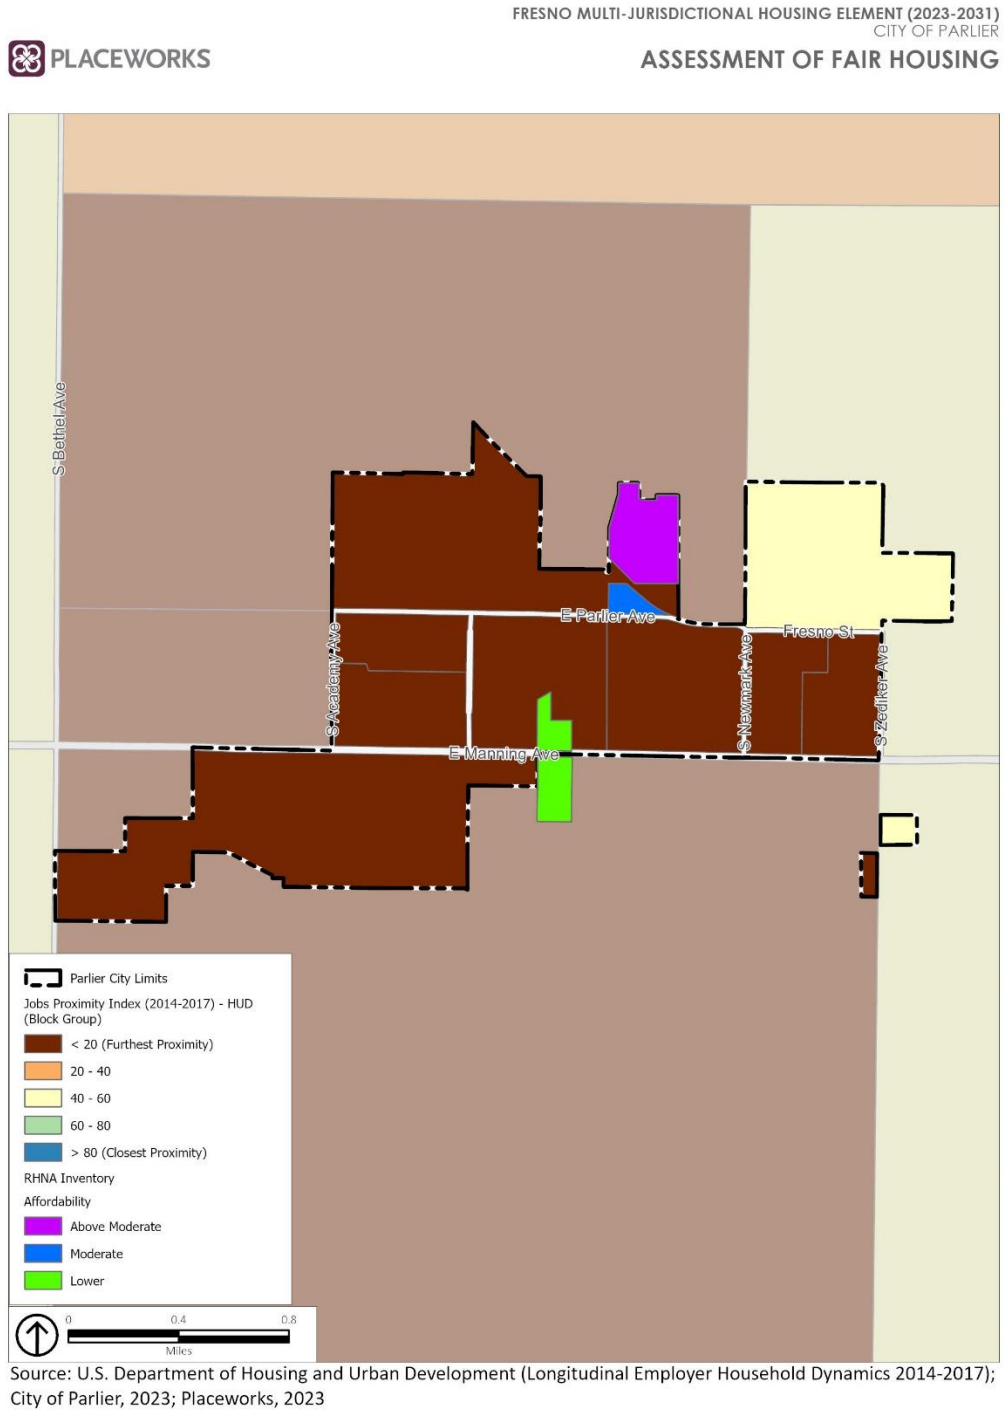 FRESNO MULTI-JURISDICTIONAL HOUSING ELEMENT (2023-2031)
CITY OF PARLIER
PLACEWORKS
ASSESSMENT OF FAIR HOUSING
S Bethel Ave
E Parlier Ave
Fresno St
S Academy Ave
S Newmark Ave
S Zediker Ave
E Manning Ave
Parlier City Limits
Jobs Proximity Index (2014-2017) - HUD
(Block Group)
< 20 (Furthest Proximity)
20 - 40
40 - 60
60 - 80
> 80 (Closest Proximity)
RHNA Inventory
Affordability
Above Moderate
Moderate
Lower
0 0.4 0.8
Miles
Source: U.S. Department of Housing and Urban Development (Longitudinal Employer Household Dynamics 2014-2017);
City of Parlier, 2023; Placeworks, 2023